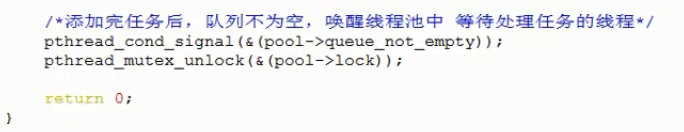 /*添加完任务后，队列不为空，唤醒线程池中 等待处理任务的线程*/
pthread_cond_signal(&(pool->queue_not_empty));
pthread_mutex_unlock(&(pool->lock));
return 0;
}